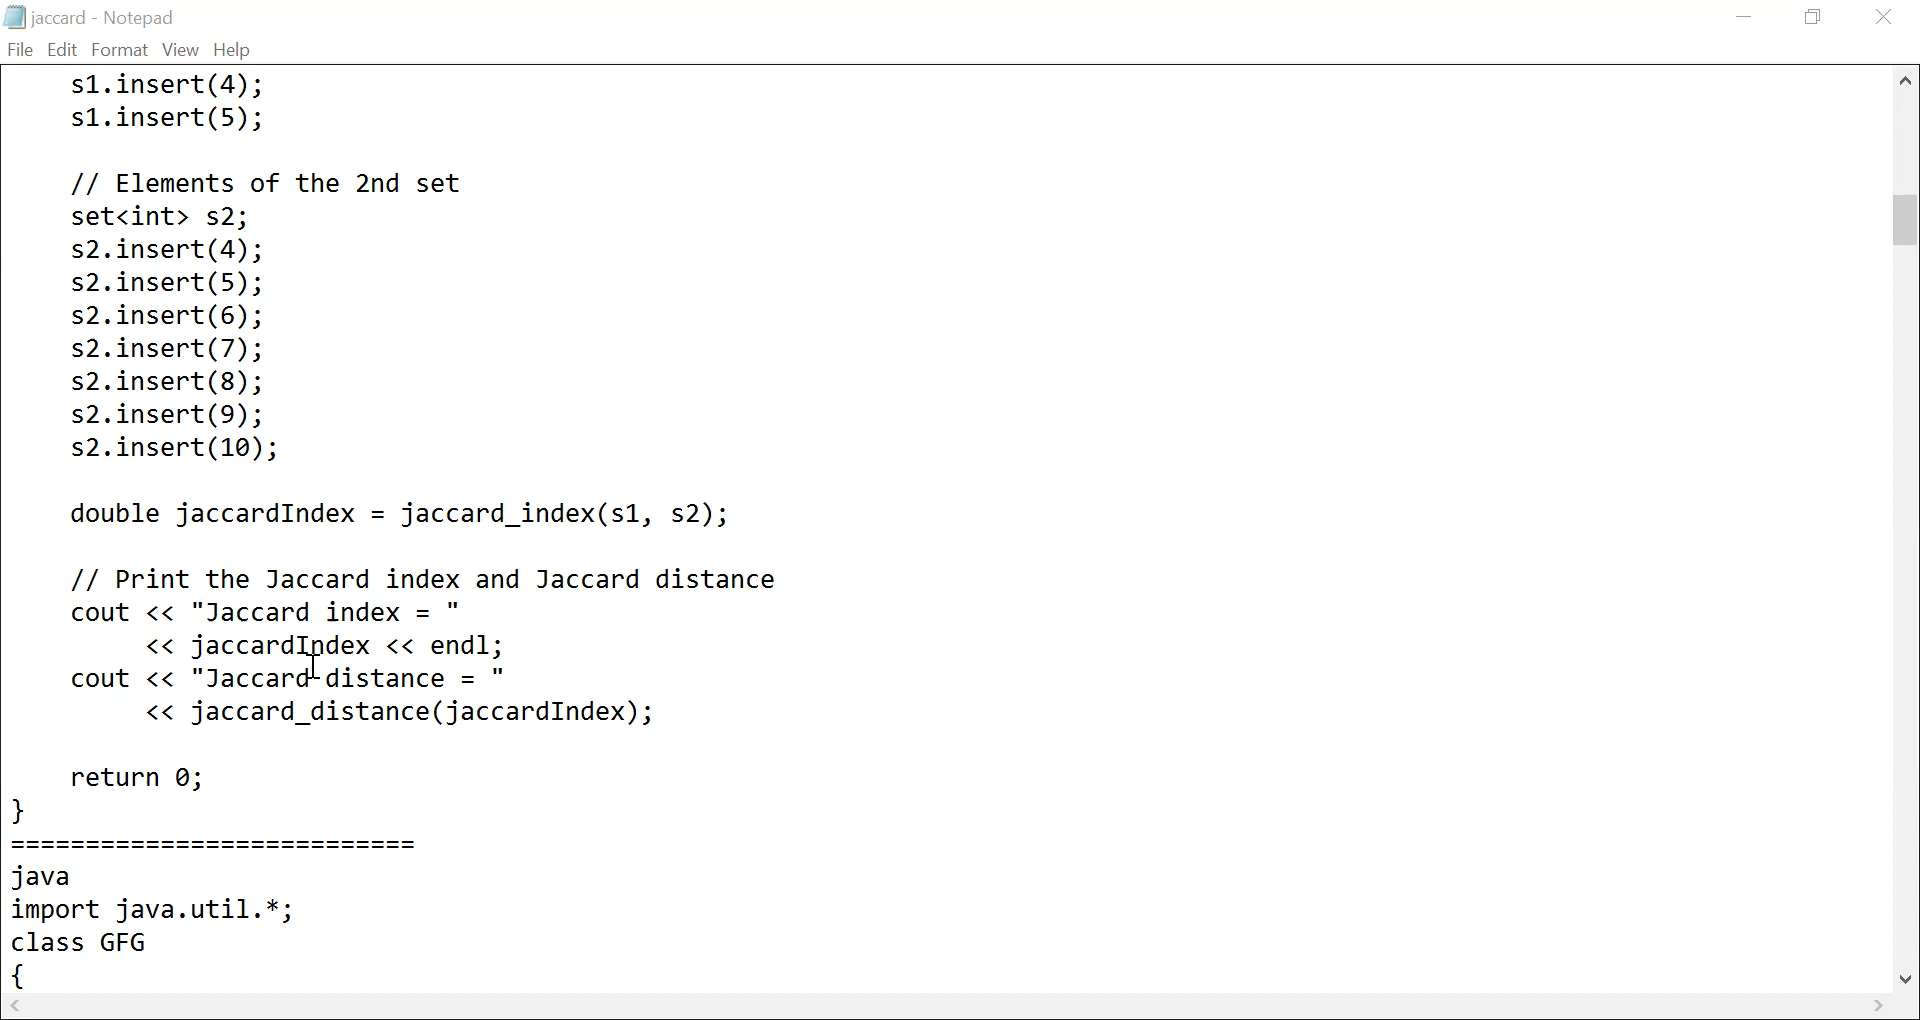 jaccard - Notepad
File Edit Format View Help
s1.insert(4);
s1.insert(5);
// Elements of the 2nd set
set<int> s2;
s2.insert(4);
s2.insert(5);
s2.insert(6);
s2.insert(7);
s2.insert(8);
s2.insert(9);
s2.insert(10);
double jaccardIndex = jaccard_index(s1, s2);
// Print the Jaccard index and Jaccard distance
cout << "Jaccard index = "
<< jaccardIndex << endl;
cout << "Jaccard distance = "
<< jaccard_distance(jaccardIndex);
return 0;
}
===========================
java
import java.util.*;
class GFG
{